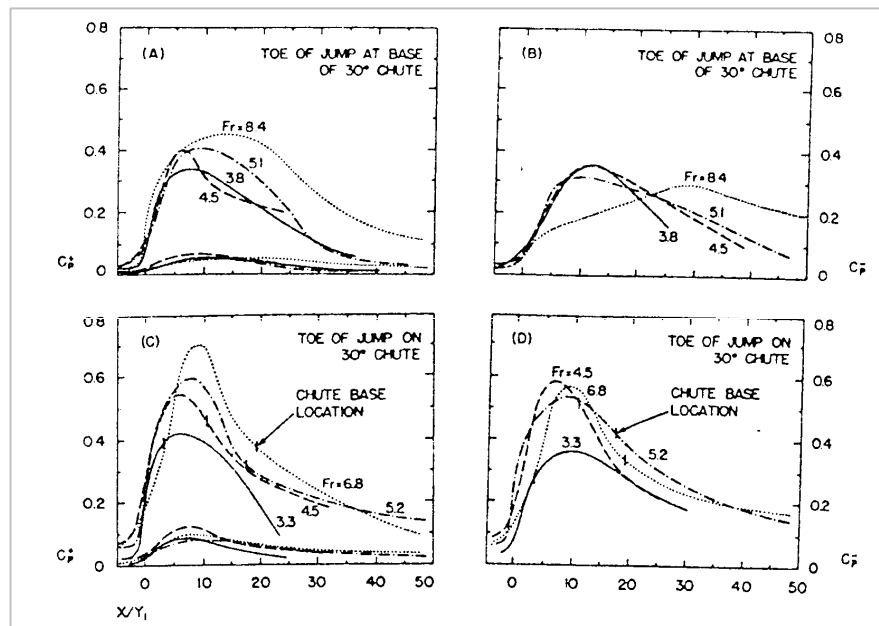 (A) TOE OF JUMP AT BASE
OF 30° CHUTE
0.8
0.6
0.4
0.2
0
Fr=8.4
5.1
3.8
4.5
(B) TOE OF JUMP AT BASE
OF 30° CHUTE
0.8
0.6
0.4
0.2
0
Fr=8.4
5.1
3.8
4.5
(C) TOE OF JUMP ON
30° CHUTE
0.8
0.6
0.4
0.2
0
CHUTE BASE
LOCATION
Fr=6.8
5.2
4.5
3.3
0 10 20 30 40 50
X/Y₁
(D) TOE OF JUMP ON
30° CHUTE
0.8
0.6
0.4
0.2
0
Fr=4.5
6.8
CHUTE BASE
LOCATION
5.2
3.3
0 10 20 30 40 50